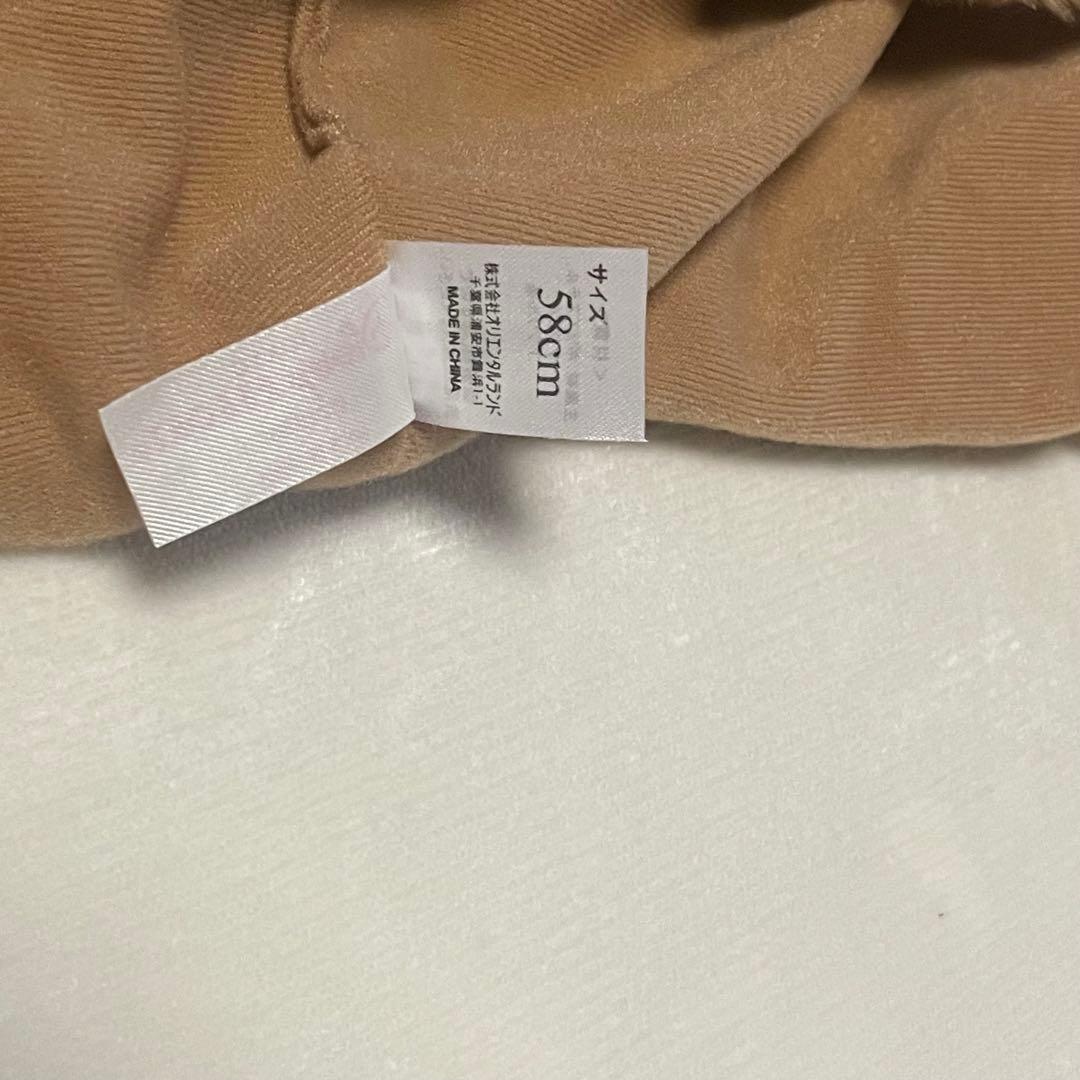 サイズ
58cm
株式会社オリエンタルランド
千葉県浦安市舞浜1-1
MADE IN CHINA